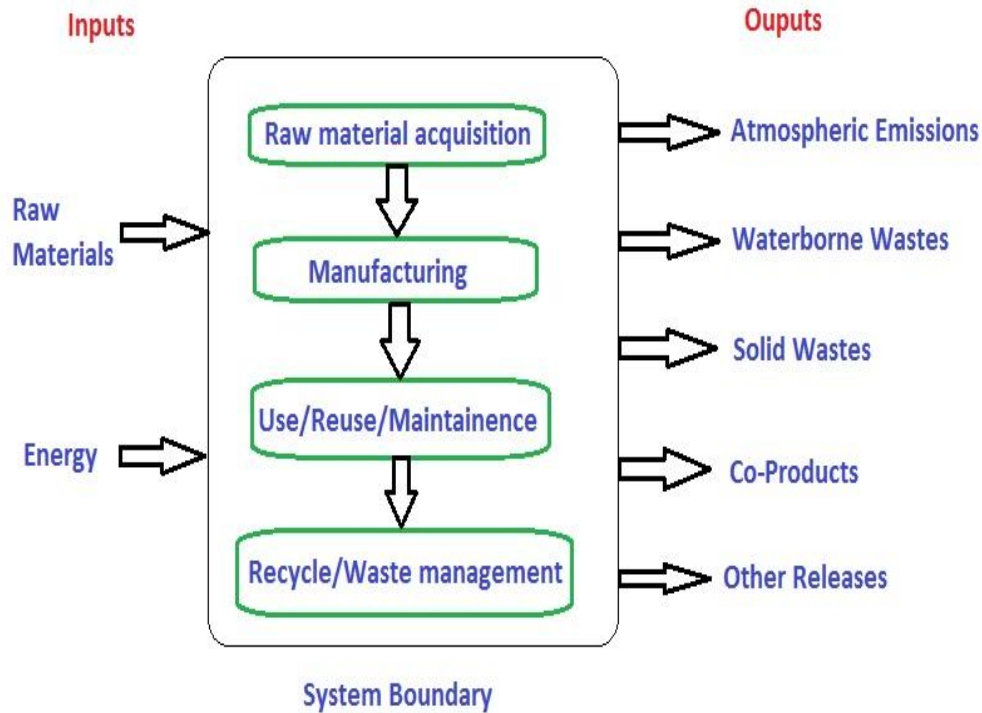 Inputs
Ouputs
Raw material acquisition
Atmospheric Emissions
Raw
Materials
Waterborne Wastes
Manufacturing
Solid Wastes
Use/Reuse/Maintainence
Energy
Co-Products
Recycle/Waste management
Other Releases
System Boundary